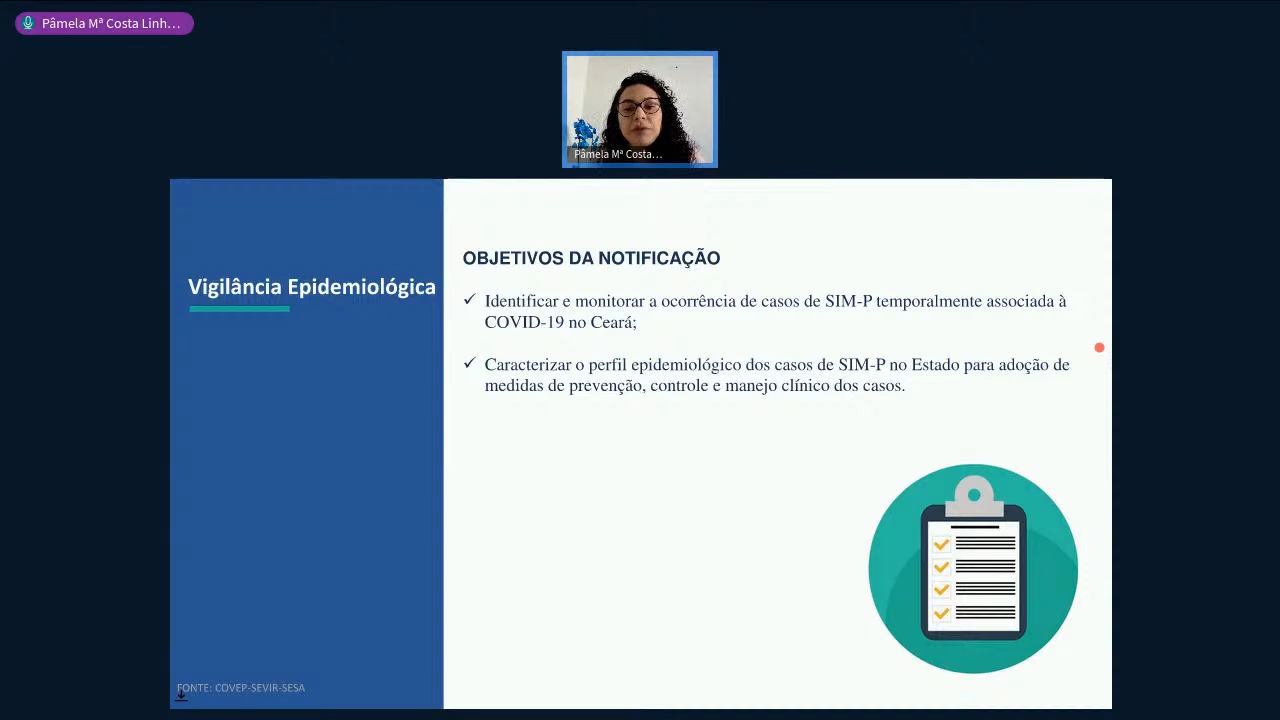 Pâmela Mª Costa Linh...
Pâmela Mª Costa...
Vigilância Epidemiológica
OBJETIVOS DA NOTIFICAÇÃO
✓ Identificar e monitorar a ocorrência de casos de SIM-P temporalmente associada à
COVID-19 no Ceará;
✓ Caracterizar o perfil epidemiológico dos casos de SIM-P no Estado para adoção de
medidas de prevenção, controle e manejo clínico dos casos.
FONTE: COVEP-SEVIR-SESA